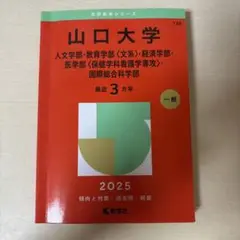 大学赤本シリーズ
山口大学
人文学部・教育学部〈文系〉・経済学部・
医学部〈保健学科看護学専攻〉・
国際総合科学部
最近3カ年
一般
2025
傾向と対策|過去問|解答
教学社